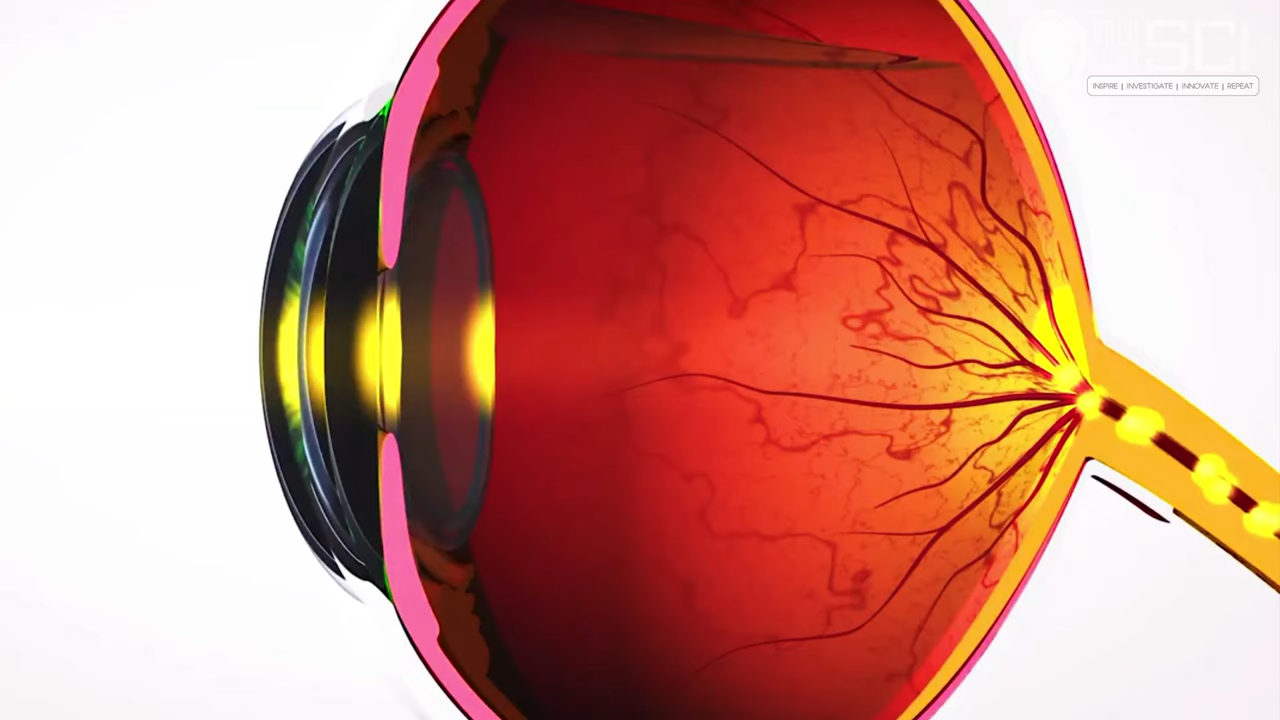 SCI
INSPIRE | INVESTIGATE | INNOVATE | REPEAT